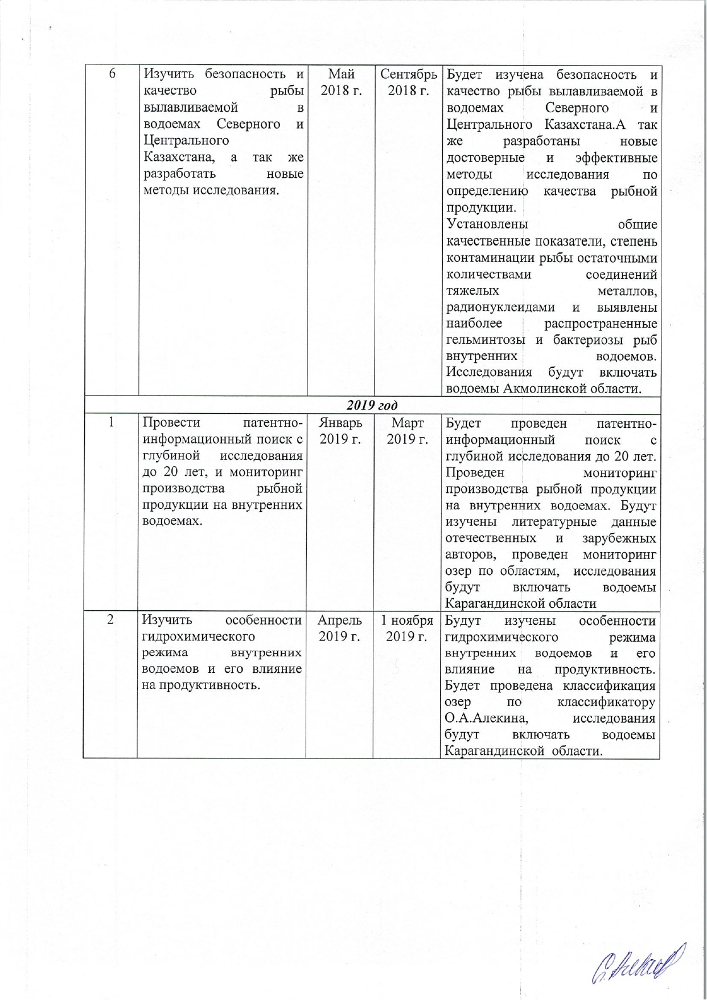 6
Изучить безопасность и
качество рыбы
вылавливаемой в
водоемах Северного и
Центрального
Казахстана, а так же
разработать новые
методы исследования.
Май
2018 г.
Сентябрь
2018 г.
Будет изучена безопасность и
качество рыбы вылавливаемой в
водоемах Северного и
Центрального Казахстана.А так
же разработаны новые
достоверные и эффективные
методы исследования по
определению качества рыбной
продукции.
Установлены общие
качественные показатели, степень
контаминации рыбы остаточными
количествами соединений
тяжелых металлов,
радионуклеидами и выявлены
наиболее распространенные
гельминтозы и бактериозы рыб
внутренних водоемов.
Исследования будут включать
водоемы Акмолинской области.
2019 год
1
Провести патентно-
информационный поиск с
глубиной исследования
до 20 лет, и мониторинг
производства рыбной
продукции на внутренних
водоемах.
Январь
2019 г.
Март
2019 г.
Будет проведен патентно-
информационный поиск с
глубиной исследования до 20 лет.
Проведен мониторинг
производства рыбной продукции
на внутренних водоемах. Будут
изучены литературные данные
отечественных и зарубежных
авторов, проведен мониторинг
озер по областям, исследования
будут включать водоемы
Карагандинской области
2
Изучить особенности
гидрохимического
режима внутренних
водоемов и его влияние
на продуктивность.
Апрель
2019 г.
1 ноября
2019 г.
Будут изучены особенности
гидрохимического режима
внутренних водоемов и его
влияние на продуктивность.
Будет проведена классификация
озер по классификатору
О.А.Алекина, исследования
будут включать водоемы
Карагандинской области.